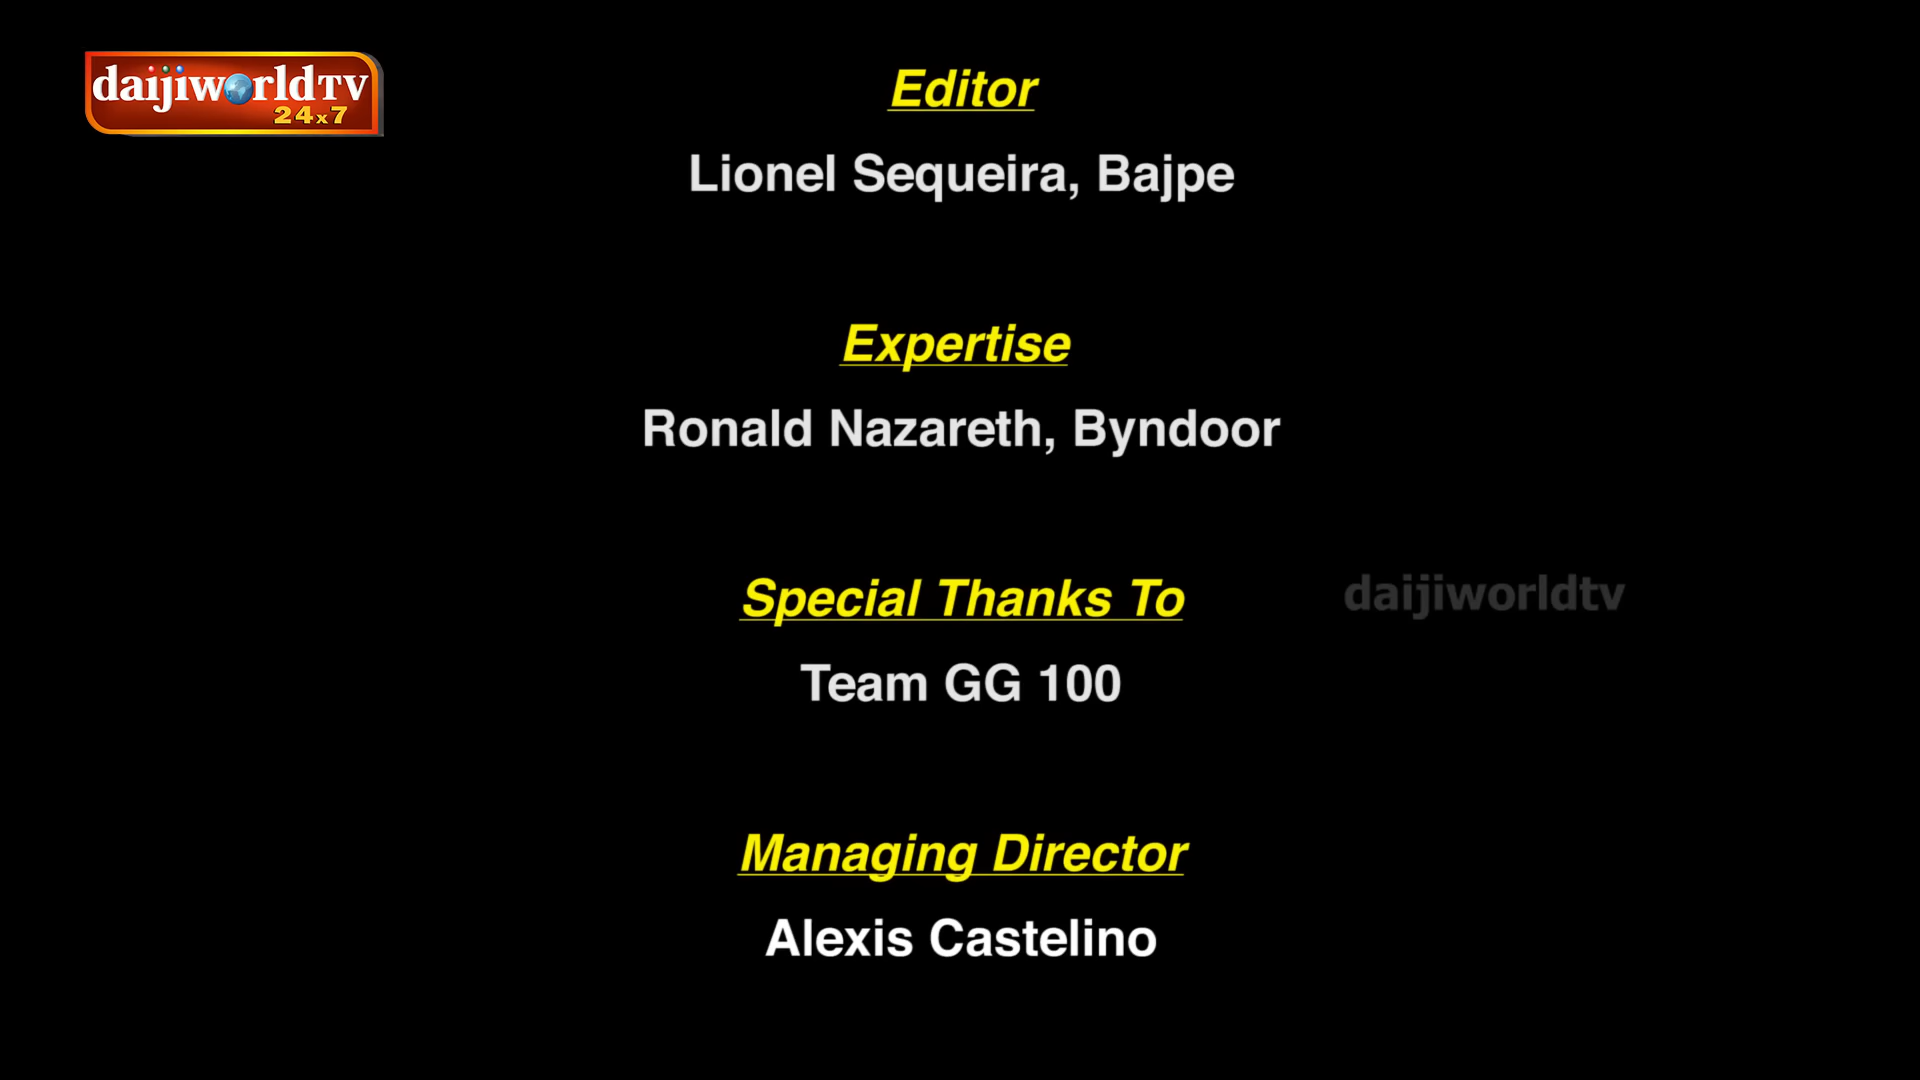 daijiworldTV
24x7
Editor
Lionel Sequeira, Bajpe
Expertise
Ronald Nazareth, Byndoor
Special Thanks To
daijiworldtv
Team GG 100
Managing Director
Alexis Castelino